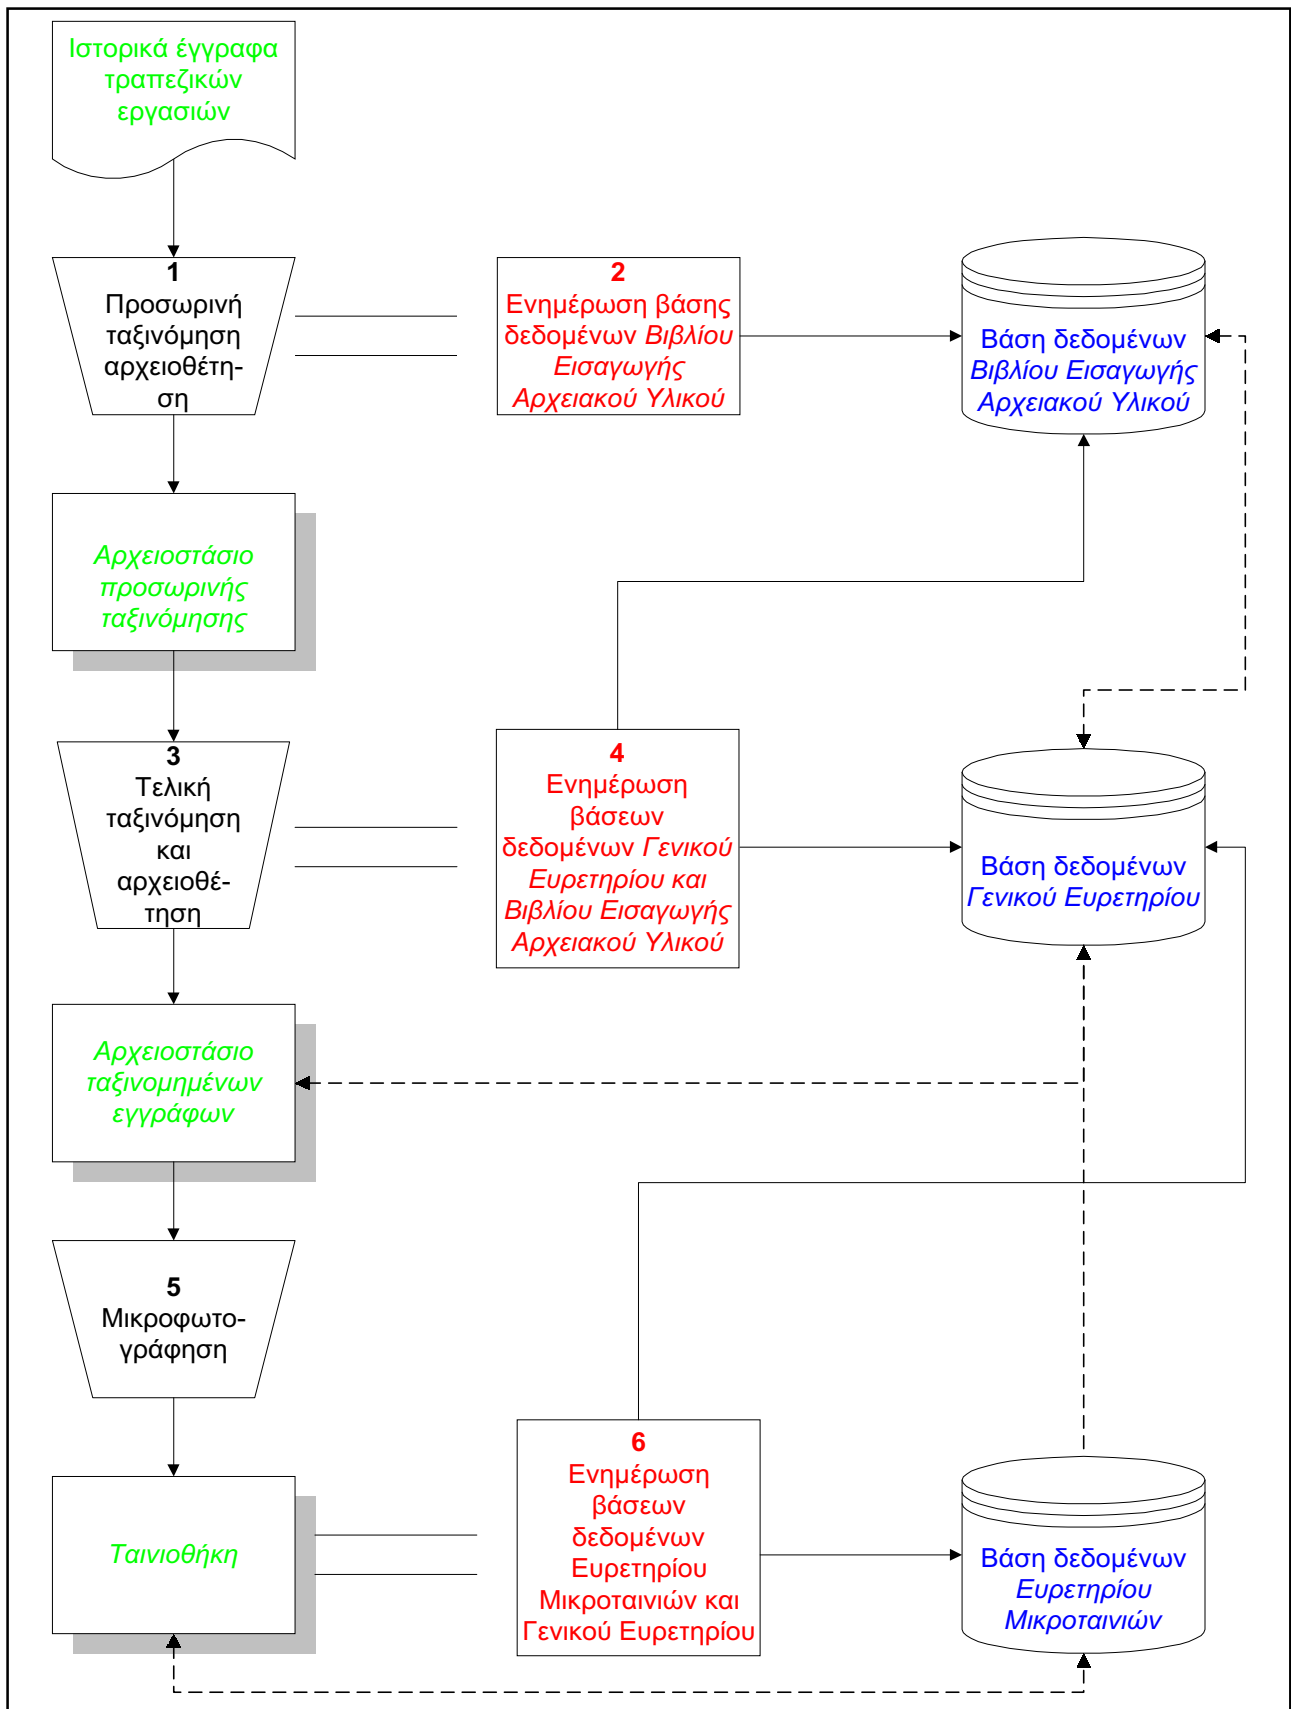 Ιστορικά έγγραφα
τραπεζικών
εργασιών
1
Προσωρινή
ταξινόμηση
αρχειοθέτη-
ση
2
Ενημέρωση βάσης
δεδομένων Βιβλίου
Εισαγωγής
Αρχειακού Υλικού
Βάση δεδομένων
Βιβλίου Εισαγωγής
Αρχειακού Υλικού
Αρχειοστάσιο
προσωρινής
ταξινόμησης
3
Τελική
ταξινόμηση
και
αρχειοθέ-
τηση
4
Ενημέρωση
βάσεων
δεδομένων Γενικού
Ευρετηρίου και
Βιβλίου Εισαγωγής
Αρχειακού Υλικού
Βάση δεδομένων
Γενικού Ευρετηρίου
Αρχειοστάσιο
ταξινομημένων
εγγράφων
5
Μικροφωτο-
γράφηση
Ταινιοθήκη
6
Ενημέρωση
βάσεων
δεδομένων
Ευρετηρίου
Μικροταινιών και
Γενικού Ευρετηρίου
Βάση δεδομένων
Ευρετηρίου
Μικροταινιών